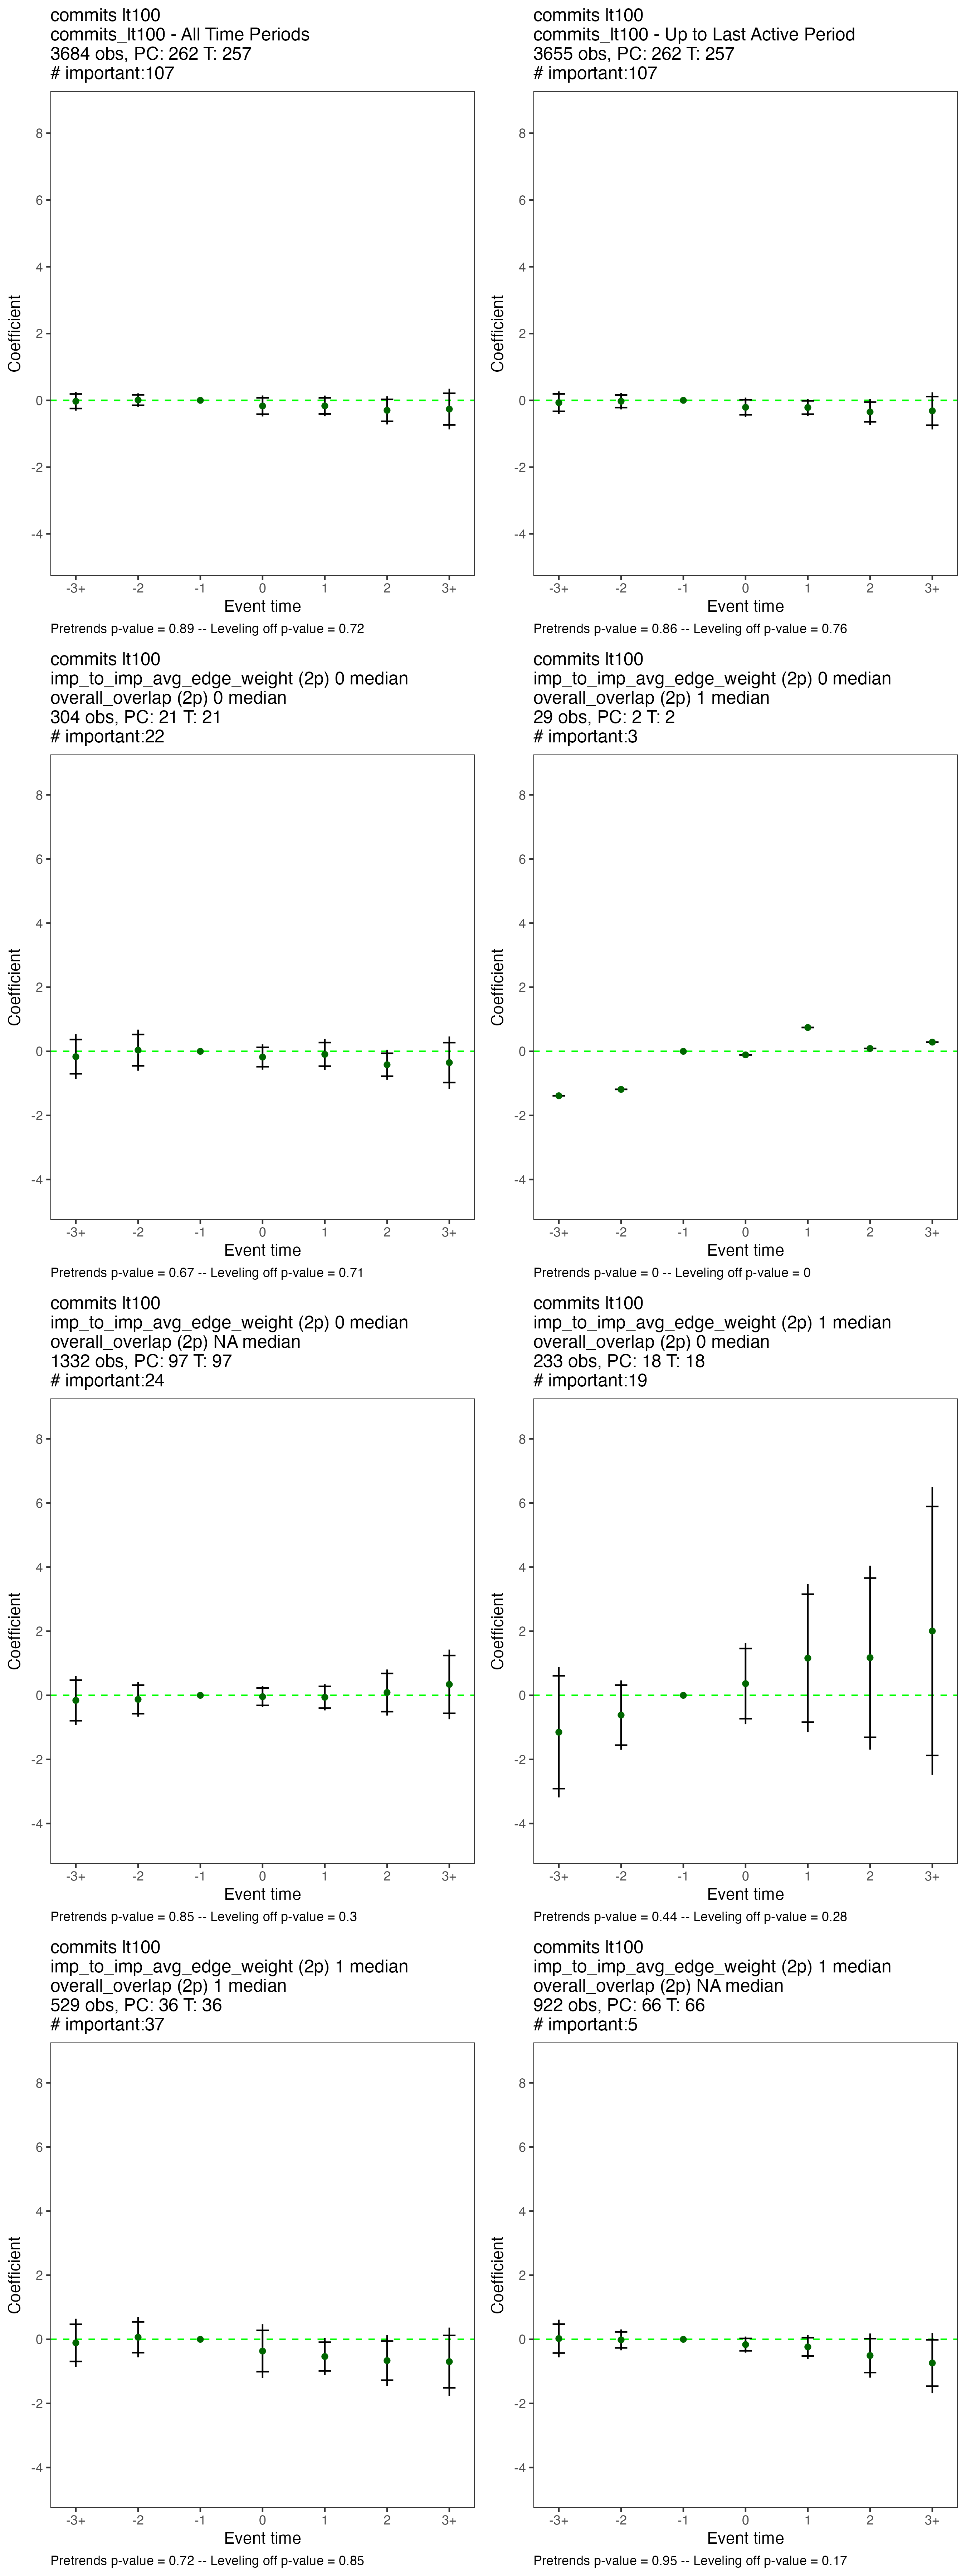 commits lt100
commits_lt100 - All Time Periods
3684 obs, PC: 262 T: 257
# important:107
Coefficient
8
6
4
2
0
-2
-4
-3+ -2 -1 0 1 2 3+
Event time
Pretrends p-value = 0.89 -- Leveling off p-value = 0.72
commits lt100
commits_lt100 - Up to Last Active Period
3655 obs, PC: 262 T: 257
# important:107
Coefficient
8
6
4
2
0
-2
-4
-3+ -2 -1 0 1 2 3+
Event time
Pretrends p-value = 0.86 -- Leveling off p-value = 0.76
commits lt100
imp_to_imp_avg_edge_weight (2p) 0 median
overall_overlap (2p) 0 median
304 obs, PC: 21 T: 21
# important:22
Coefficient
8
6
4
2
0
-2
-4
-3+ -2 -1 0 1 2 3+
Event time
Pretrends p-value = 0.67 -- Leveling off p-value = 0.71
commits lt100
imp_to_imp_avg_edge_weight (2p) 0 median
overall_overlap (2p) 1 median
29 obs, PC: 2 T: 2
# important:3
Coefficient
8
6
4
2
0
-2
-4
-3+ -2 -1 0 1 2 3+
Event time
Pretrends p-value = 0 -- Leveling off p-value = 0
commits lt100
imp_to_imp_avg_edge_weight (2p) 0 median
overall_overlap (2p) NA median
1332 obs, PC: 97 T: 97
# important:24
Coefficient
8
6
4
2
0
-2
-4
-3+ -2 -1 0 1 2 3+
Event time
Pretrends p-value = 0.85 -- Leveling off p-value = 0.3
commits lt100
imp_to_imp_avg_edge_weight (2p) 1 median
overall_overlap (2p) 0 median
233 obs, PC: 18 T: 18
# important:19
Coefficient
8
6
4
2
0
-2
-4
-3+ -2 -1 0 1 2 3+
Event time
Pretrends p-value = 0.44 -- Leveling off p-value = 0.28
commits lt100
imp_to_imp_avg_edge_weight (2p) 1 median
overall_overlap (2p) 1 median
529 obs, PC: 36 T: 36
# important:37
Coefficient
8
6
4
2
0
-2
-4
-3+ -2 -1 0 1 2 3+
Event time
Pretrends p-value = 0.72 -- Leveling off p-value = 0.85
commits lt100
imp_to_imp_avg_edge_weight (2p) 1 median
overall_overlap (2p) NA median
922 obs, PC: 66 T: 66
# important:5
Coefficient
8
6
4
2
0
-2
-4
-3+ -2 -1 0 1 2 3+
Event time
Pretrends p-value = 0.95 -- Leveling off p-value = 0.17